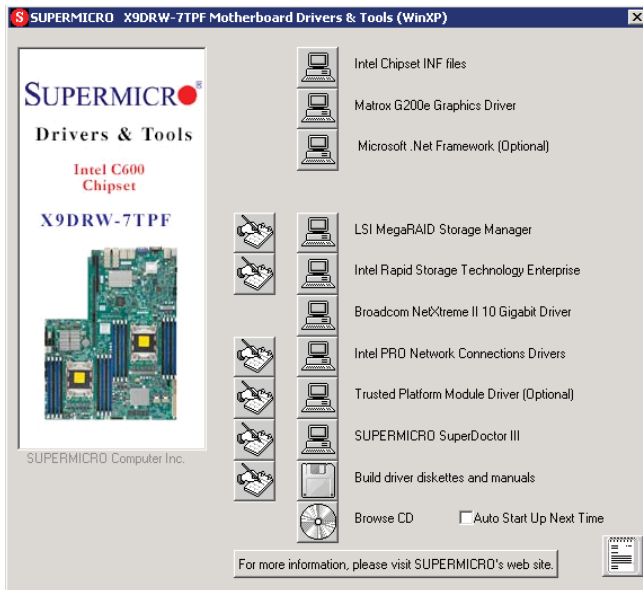 S SUPERMICRO X9DRW-7TPF Motherboard Drivers & Tools (WinXP)
SUPERMICRO®
Drivers & Tools
Intel C600
Chipset
X9DRW-7TPF
SUPERMICRO Computer Inc.
Intel Chipset INF files
Matrox G200e Graphics Driver
Microsoft .Net Framework (Optional)
LSI MegaRAID Storage Manager
Intel Rapid Storage Technology Enterprise
Broadcom NetXtreme II 10 Gigabit Driver
Intel PRO Network Connections Drivers
Trusted Platform Module Driver (Optional)
SUPERMICRO SuperDoctor III
Build driver diskettes and manuals
Browse CD Auto Start Up Next Time
For more information, please visit SUPERMICRO's web site.